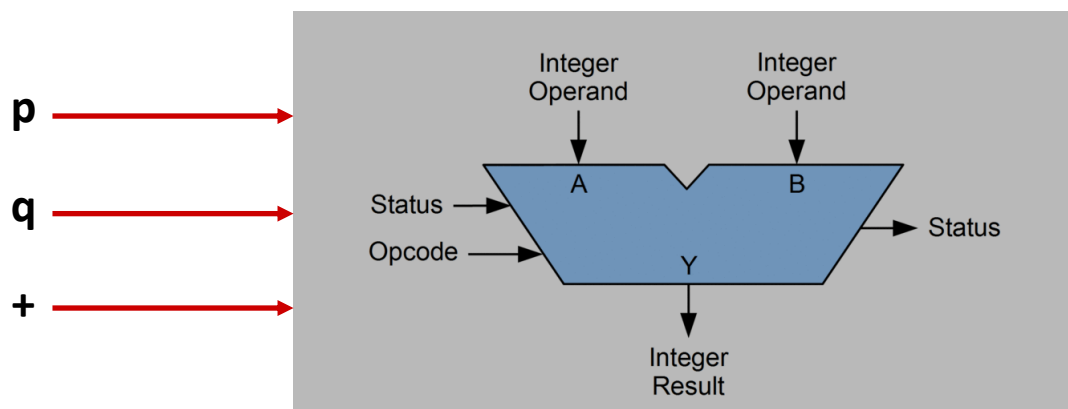 p
q
+
Integer
Operand
Integer
Operand
A
B
Status
Opcode
Status
Y
Integer
Result